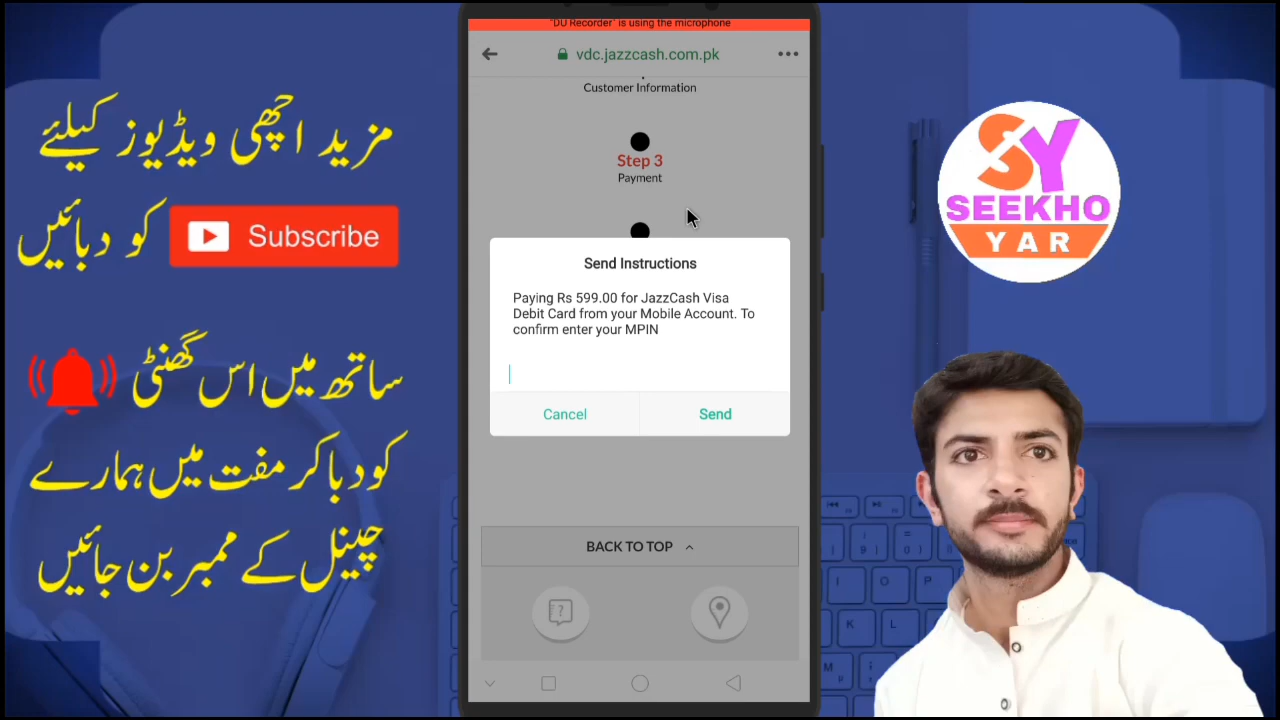 مزید اچھی ویڈیوز کیلئے
Subscribe کو دبائیں
ساتھ میں اس گھنٹی
کو دبا کر مفت میں ہمارے
چینل کے ممبر بن جائیں
"DU Recorder" is using the microphone
vdc.jazzcash.com.pk
Customer Information
Step 3
Payment
Send Instructions
Paying Rs 599.00 for JazzCash Visa
Debit Card from your Mobile Account. To
confirm enter your MPIN
Cancel
Send
BACK TO TOP
SY
SEEKHO
YAR